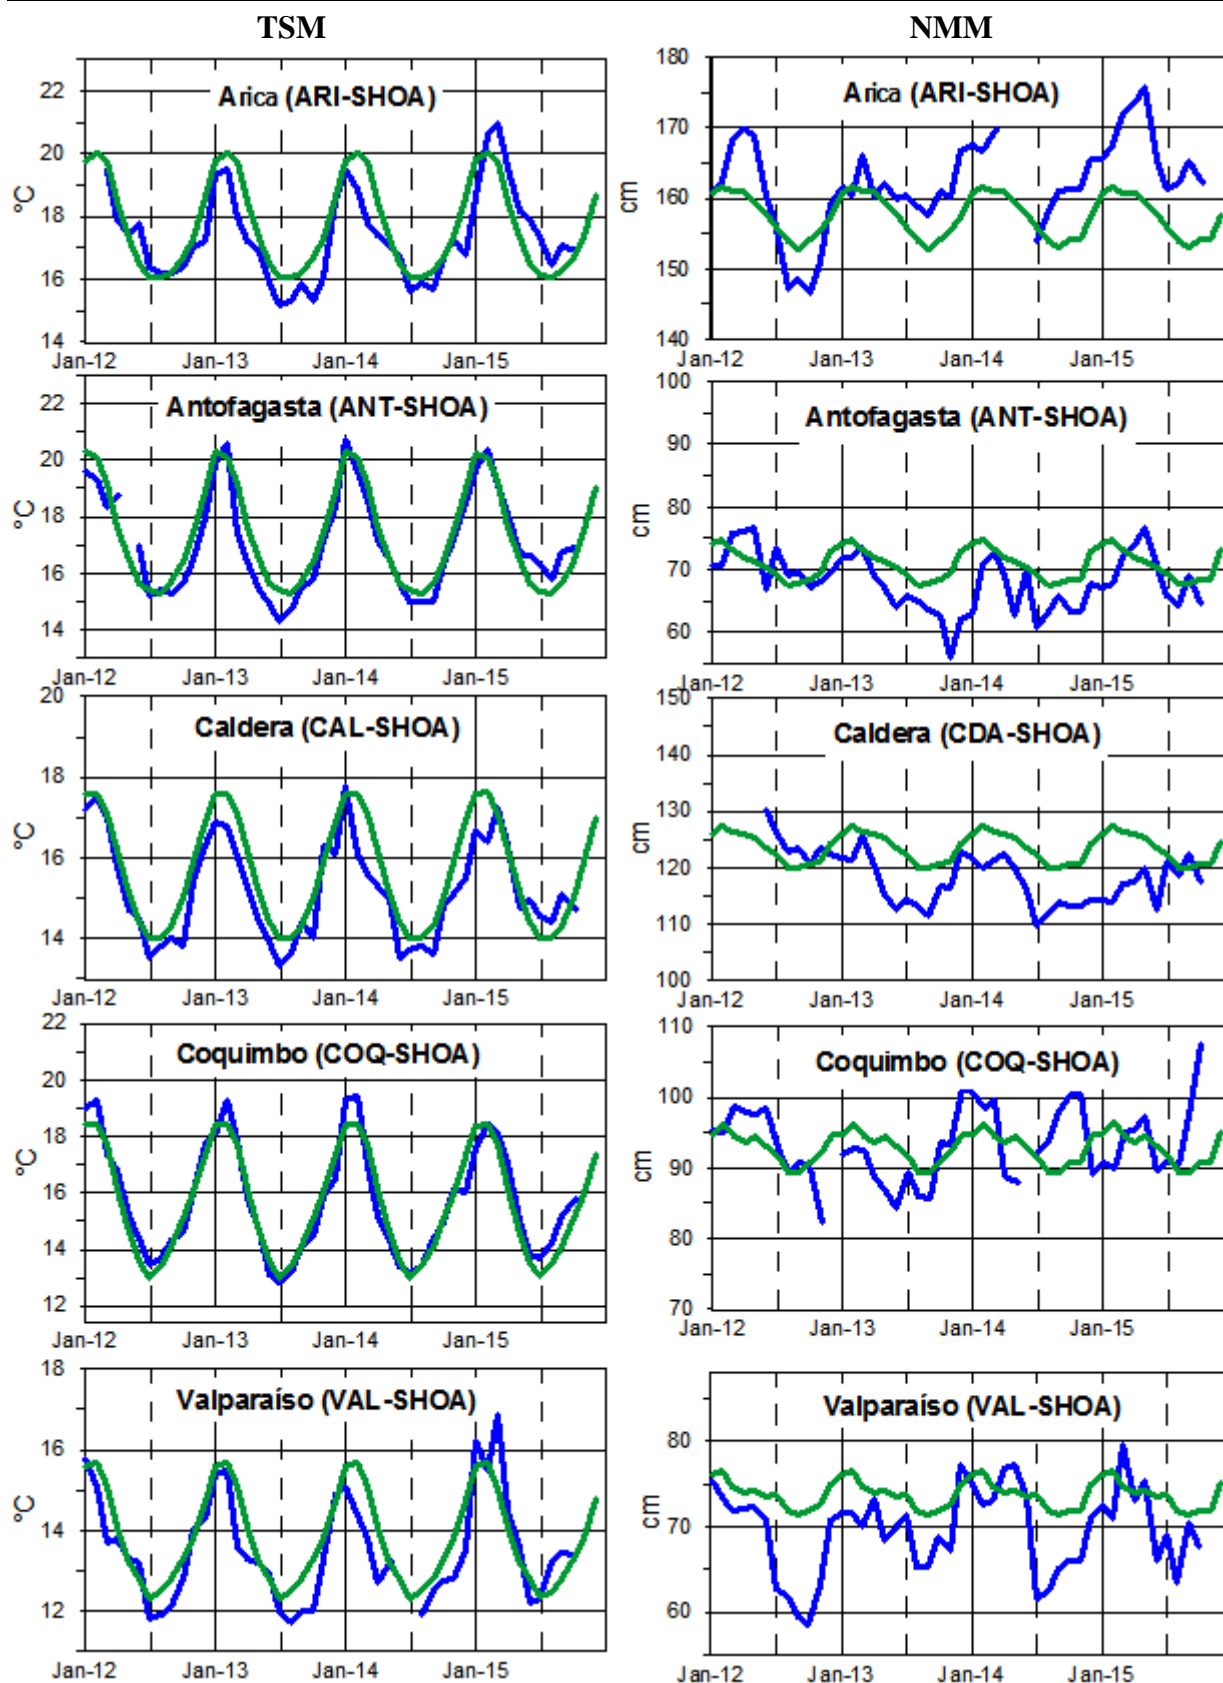 TSM NMM
Arica (ARI-SHOA)
°C
22
20
18
16
14
Jan-12 Jan-13 Jan-14 Jan-15
Arica (ARI-SHOA)
cm
180
170
160
150
140
Jan-12 Jan-13 Jan-14 Jan-15
Antofagasta (ANT-SHOA)
°C
22
20
18
16
14
Jan-12 Jan-13 Jan-14 Jan-15
Antofagasta (ANT-SHOA)
cm
100
90
80
70
60
Jan-12 Jan-13 Jan-14 Jan-15
Caldera (CAL-SHOA)
°C
20
18
16
14
Jan-12 Jan-13 Jan-14 Jan-15
Caldera (CDA-SHOA)
cm
150
140
130
120
110
100
Jan-12 Jan-13 Jan-14 Jan-15
Coquimbo (COQ-SHOA)
°C
22
20
18
16
14
12
Jan-12 Jan-13 Jan-14 Jan-15
Coquimbo (COQ-SHOA)
cm
110
100
90
80
70
Jan-12 Jan-13 Jan-14 Jan-15
Valparaíso (VAL-SHOA)
°C
18
16
14
12
Jan-12 Jan-13 Jan-14 Jan-15
Valparaíso (VAL-SHOA)
cm
80
70
60
Jan-12 Jan-13 Jan-14 Jan-15